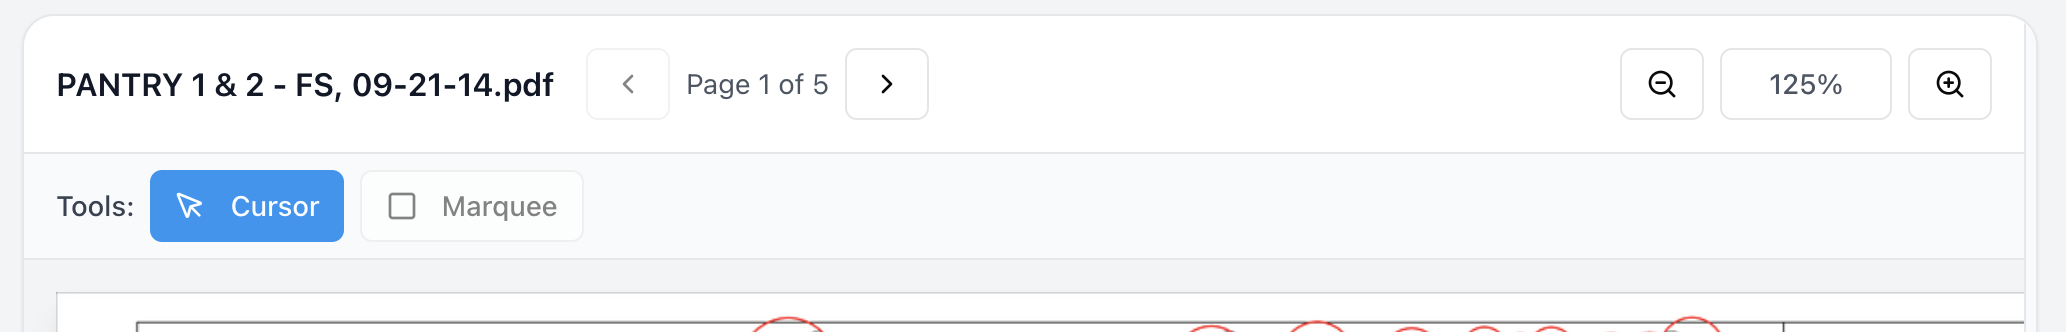 PANTRY 1 & 2 - FS, 09-21-14.pdf Page 1 of 5 125%
Tools: Cursor Marquee